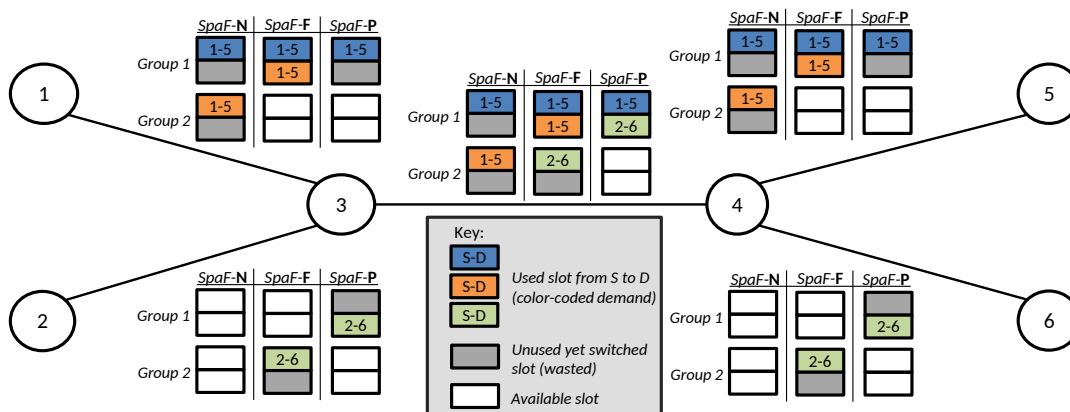 SpaF-N SpaF-F SpaF-P
Group 1 1-5 1-5 1-5
1-5
Group 2 1-5
SpaF-N SpaF-F SpaF-P
Group 1 1-5 1-5 1-5
1-5
Group 2 1-5
SpaF-N SpaF-F SpaF-P
Group 1 1-5 1-5 1-5
1-5 2-6
Group 2 1-5 2-6
1
5
3
4
2
6
SpaF-N SpaF-F SpaF-P
Group 1
2-6
Group 2 2-6
Key:
S-D
S-D
S-D
Used slot from S to D
(color-coded demand)
Unused yet switched
slot (wasted)
Available slot
SpaF-N SpaF-F SpaF-P
Group 1
2-6
Group 2 2-6